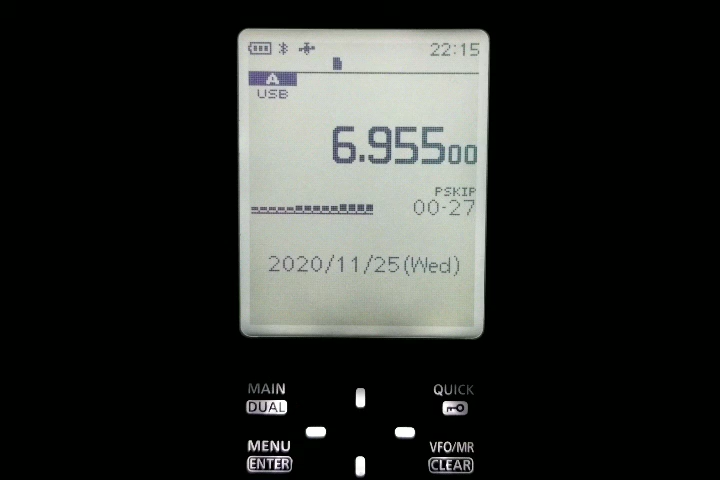 22:15
A
USB
6.95500
PSKIP
00-27
2020/11/25(Wed)
MAIN QUICK
DUAL
MENU VFO/MR
ENTER CLEAR